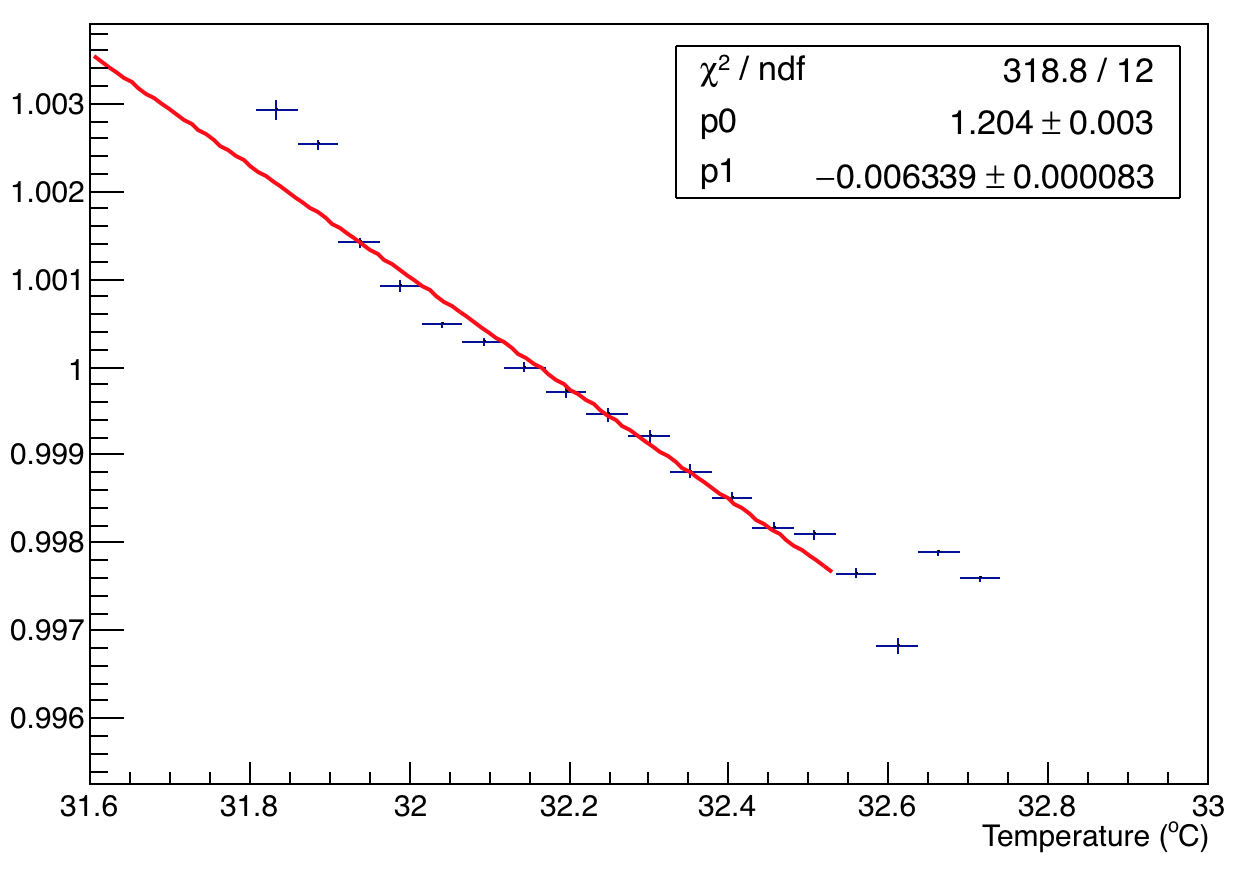 χ² / ndf 318.8 / 12
p0 1.204 ± 0.003
p1 −0.006339 ± 0.000083
1.003
1.002
1.001
1
0.999
0.998
0.997
0.996
31.6 31.8 32 32.2 32.4 32.6 32.8 33
Temperature (°C)